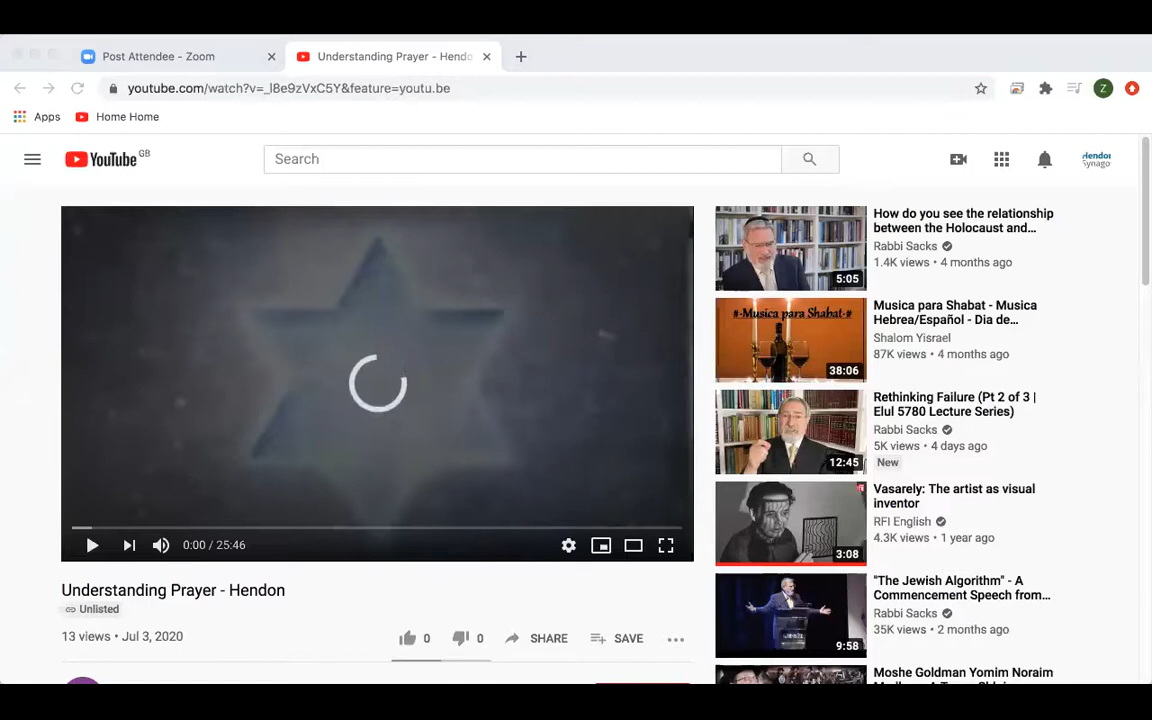 Post Attendee - Zoom
Understanding Prayer - Hendo
youtube.com/watch?v=_l8e9zVxC5Y&feature=youtu.be
Z
Apps
Home Home
YouTube GB
Search
Hendon
Synago
0:00 / 25:46
Understanding Prayer - Hendon
Unlisted
13 views • Jul 3, 2020
0
0
SHARE
SAVE
5:05
How do you see the relationship
between the Holocaust and...
Rabbi Sacks
1.4K views • 4 months ago
#-Musica para Shabat-#
38:06
Musica para Shabat - Musica
Hebrea/Español - Dia de...
Shalom Yisrael
87K views • 4 months ago
12:45
Rethinking Failure (Pt 2 of 3 |
Elul 5780 Lecture Series)
Rabbi Sacks
5K views • 4 days ago
New
3:08
Vasarely: The artist as visual
inventor
RFI English
4.3K views • 1 year ago
9:58
"The Jewish Algorithm" - A
Commencement Speech from...
Rabbi Sacks
35K views • 2 months ago
Moshe Goldman Yomim Noraim